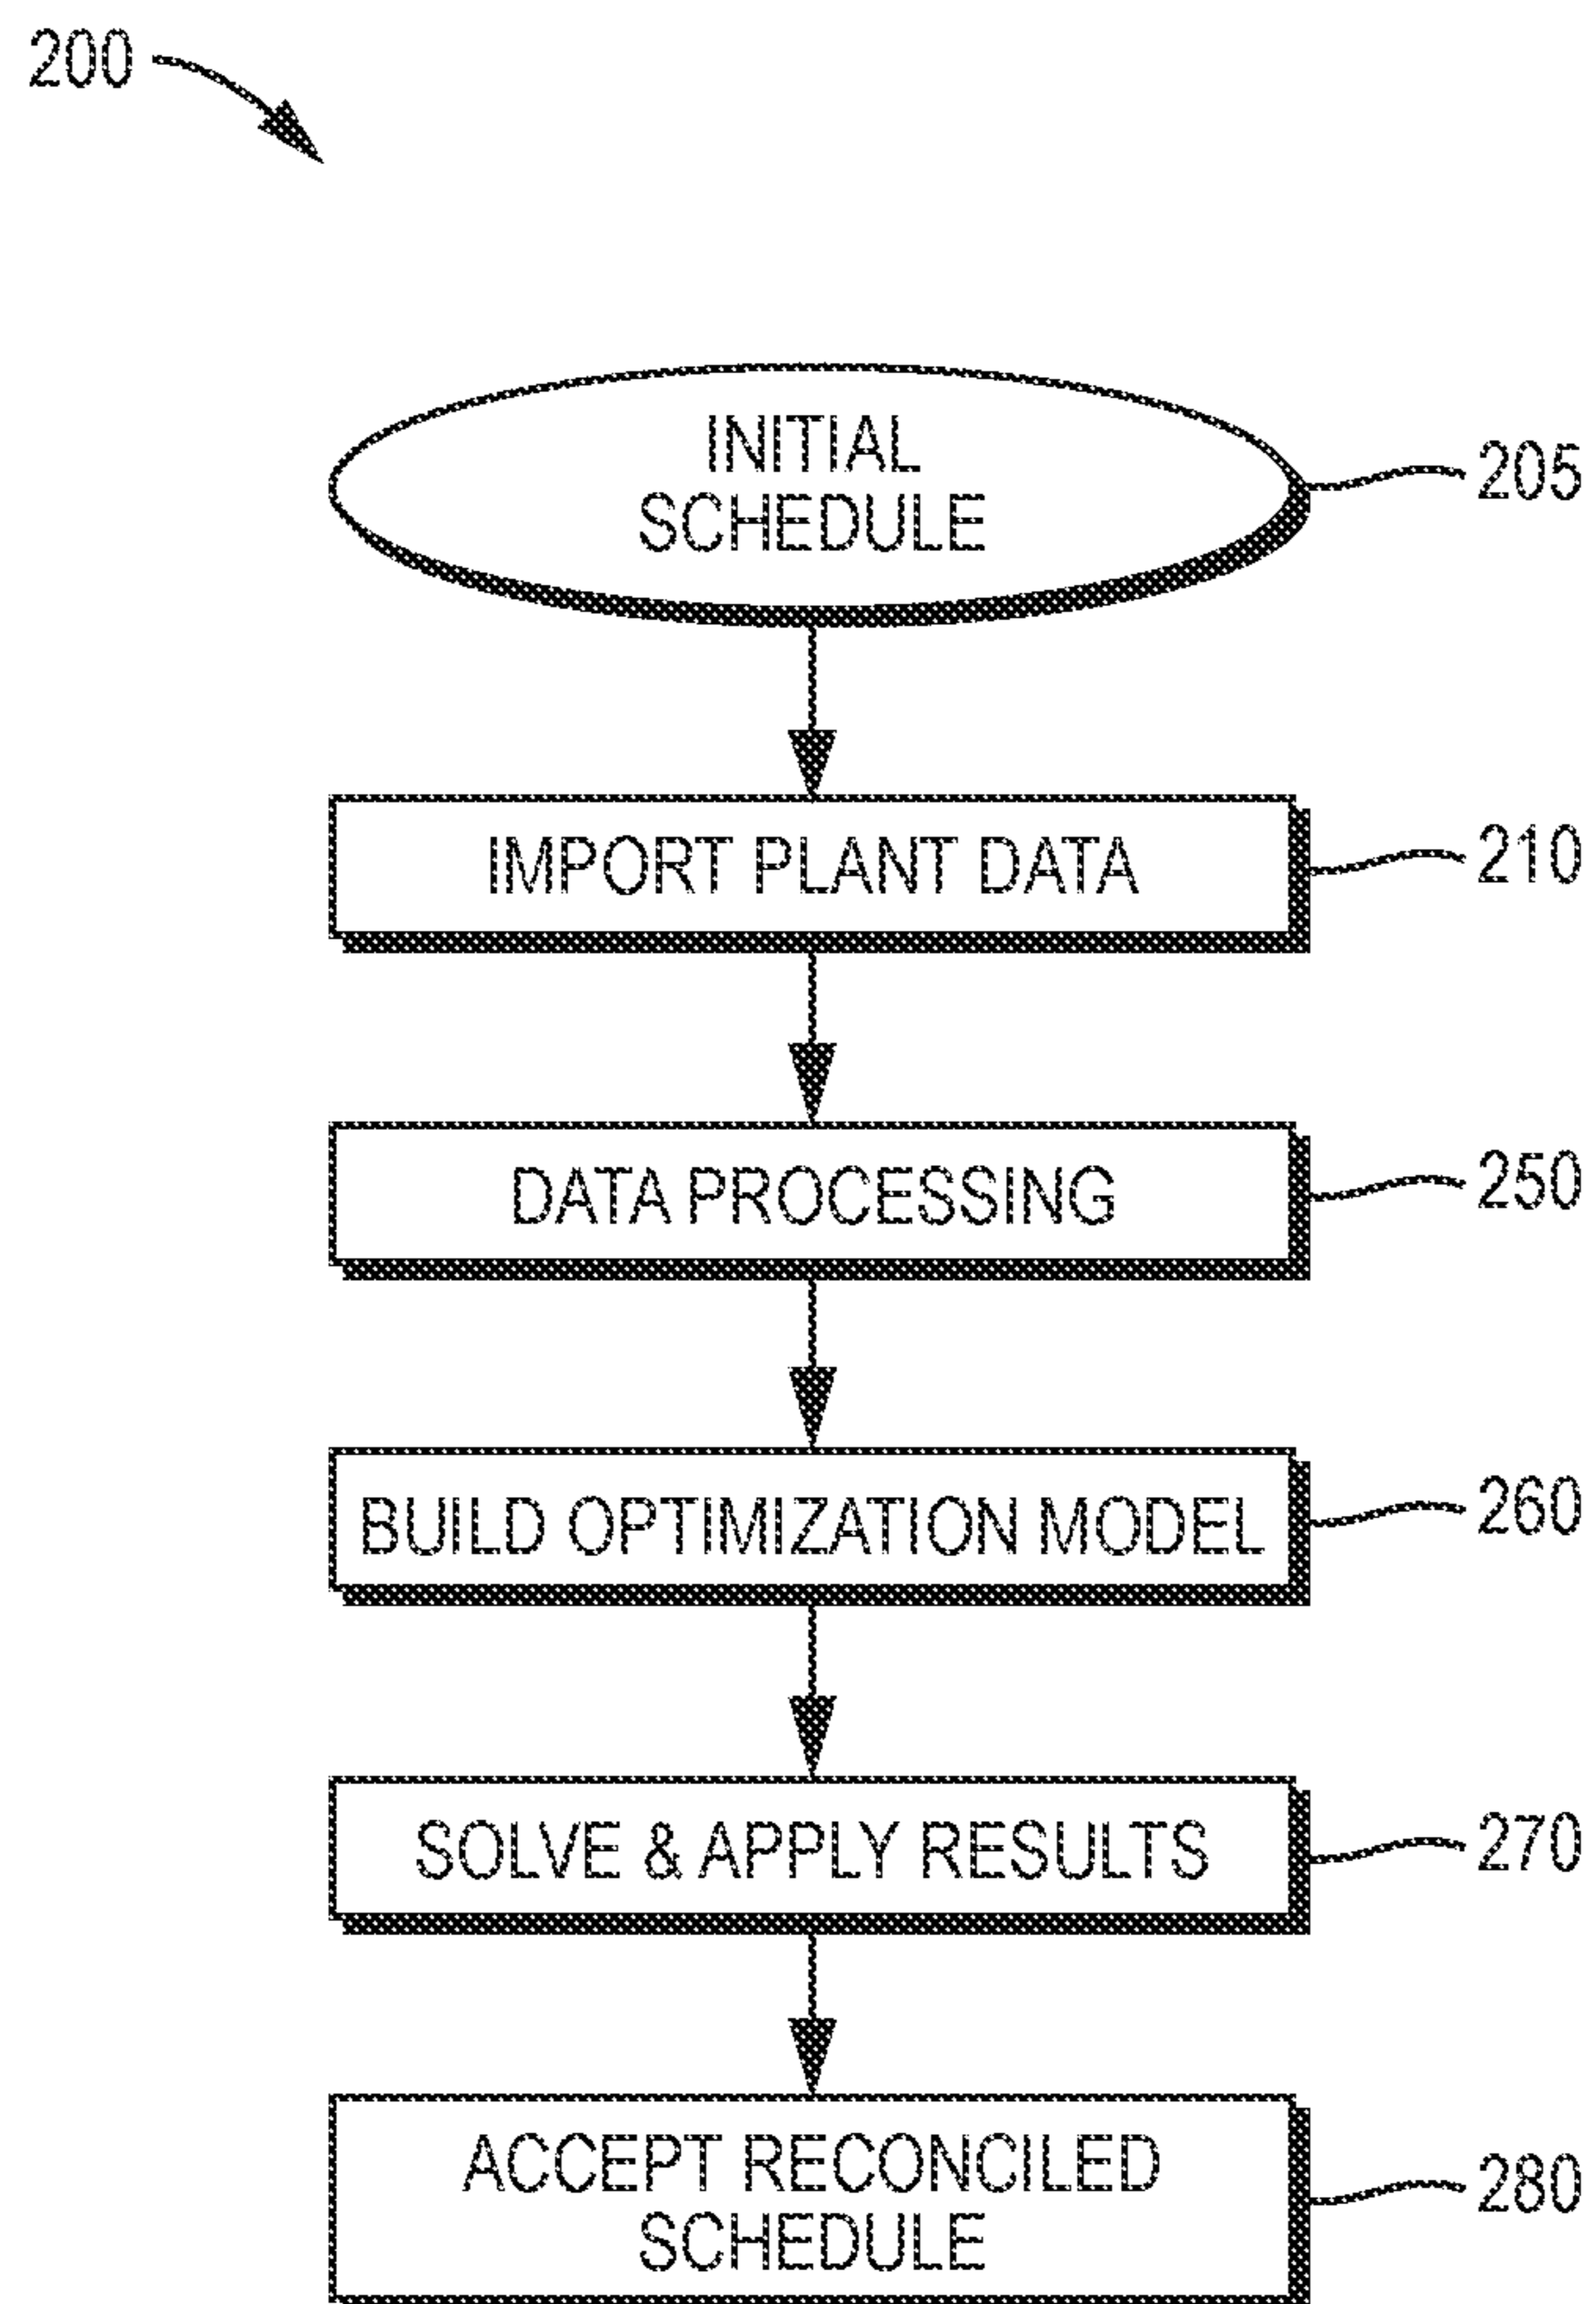 200
INITIAL
SCHEDULE
205
IMPORT PLANT DATA
210
DATA PROCESSING
250
BUILD OPTIMIZATION MODEL
260
SOLVE & APPLY RESULTS
270
ACCEPT RECONCILED
SCHEDULE
280